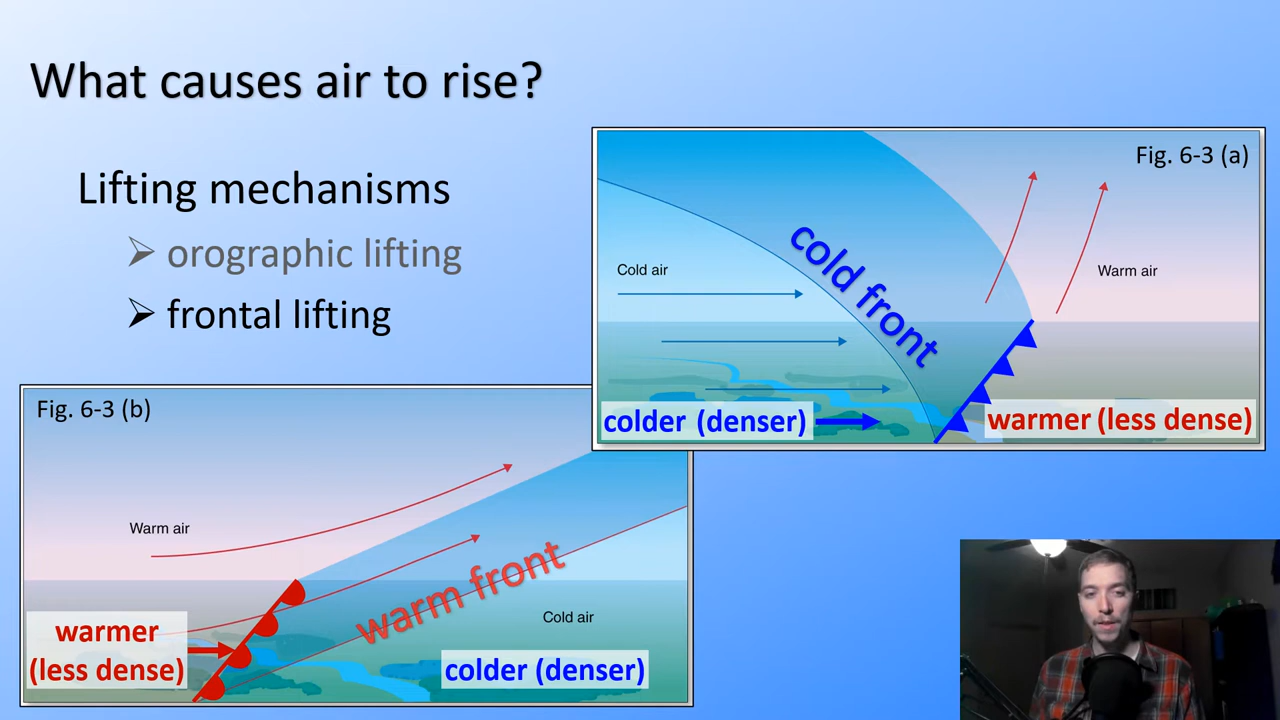 What causes air to rise?
Lifting mechanisms
➢ orographic lifting
➢ frontal lifting
Fig. 6-3 (a)
cold front
Cold air
Warm air
colder (denser)
warmer (less dense)
Fig. 6-3 (b)
Warm air
warm front
Cold air
warmer
(less dense)
colder (denser)